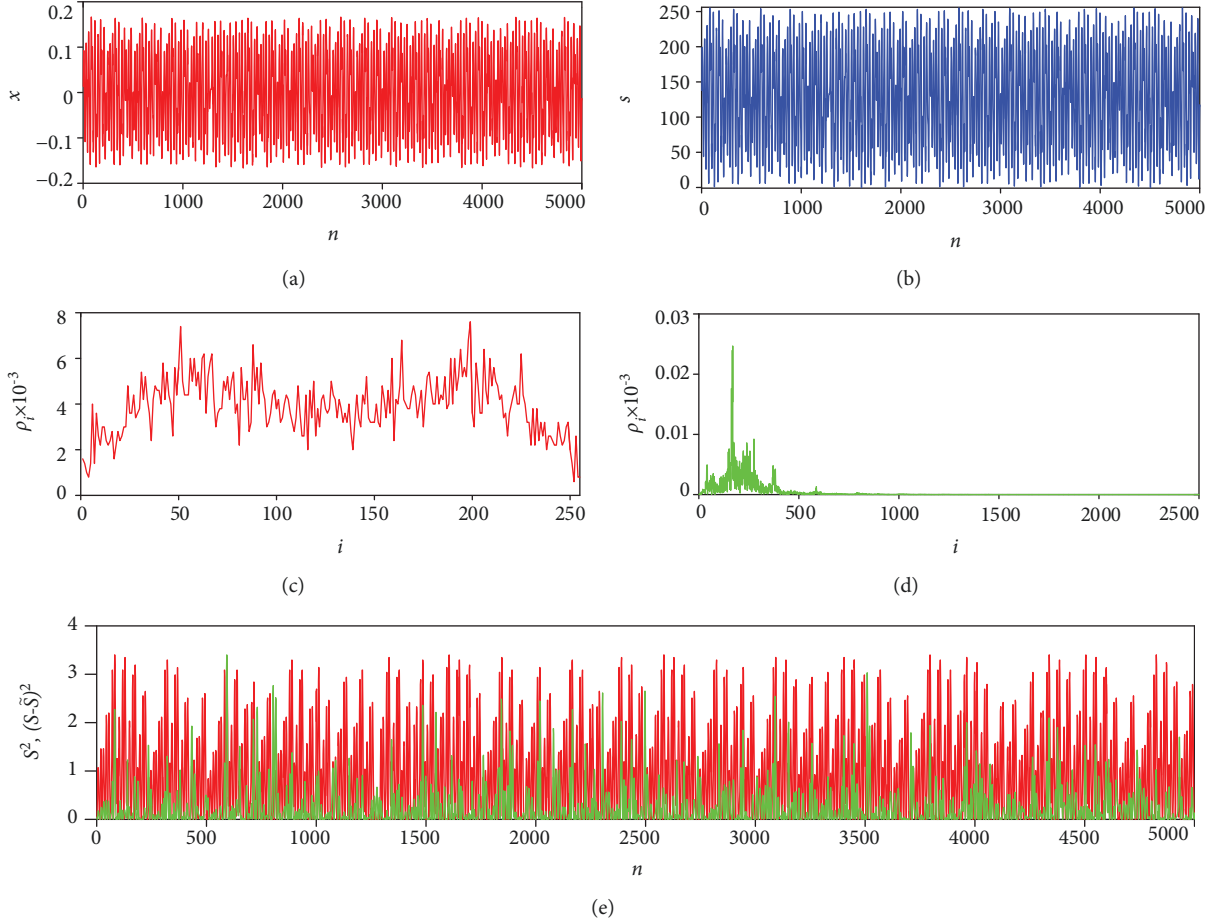 0.2
0.1
0
−0.1
−0.2
x
0 1000 2000 3000 4000 5000
n
(a)
250
200
150
100
50
0
s
0 1000 2000 3000 4000 5000
n
(b)
8
6
4
2
0
ρi×10-3
50 100 150 200 250
i
(c)
0.03
0.02
0.01
0.01
0
ρi×10-3
0 500 1000 1500 2000 2500
i
(d)
4
3
2
1
0
S2, (S-S̃)2
0 500 1000 1500 2000 2500 3000 3500 4000 4500 5000
n
(e)